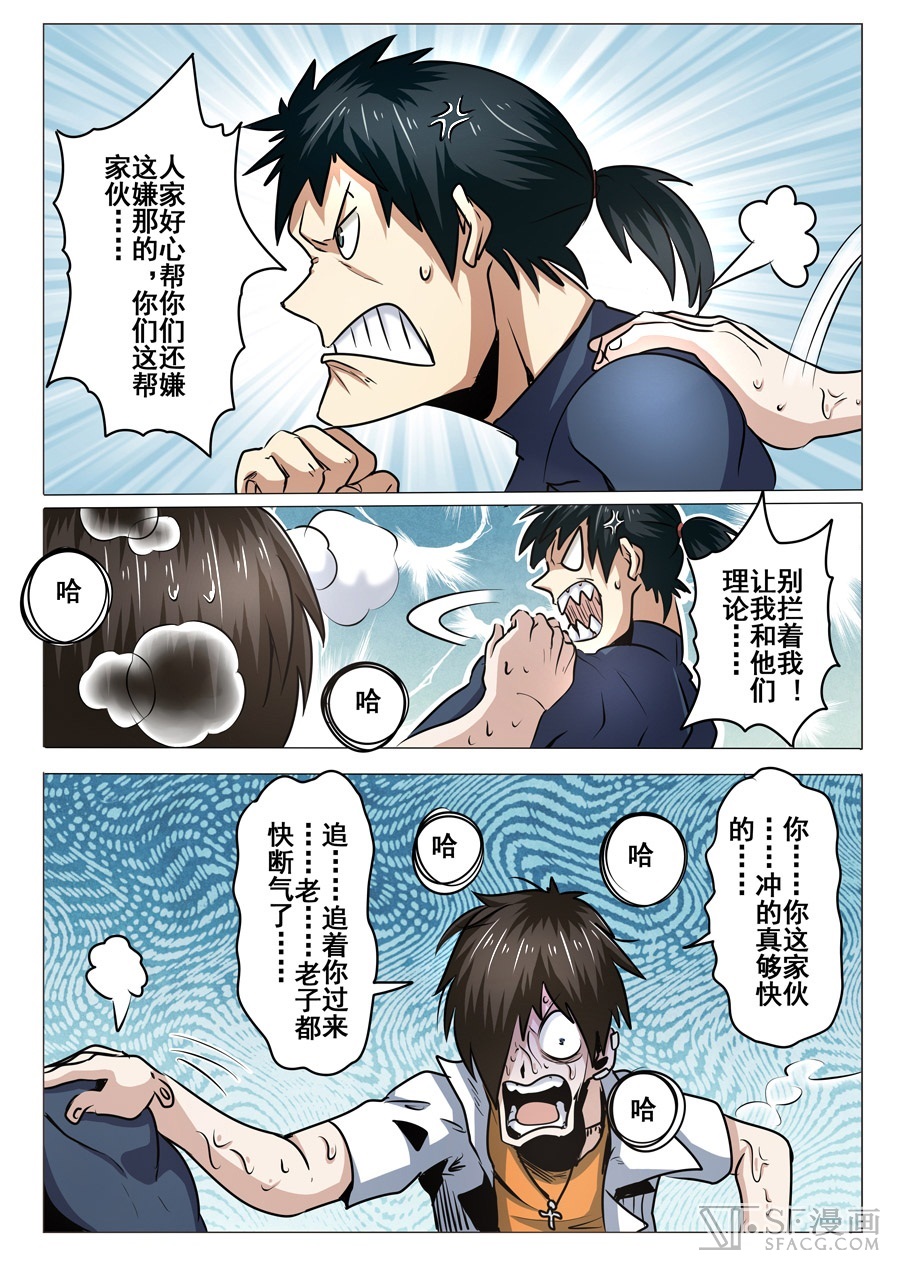 人家好心帮你们还嫌
这嫌那的，你们这帮
家伙……
别拦着我！
让我和他们
理论……
哈
哈
你……你这家伙
……冲的真够快
的……
哈
哈
追……追着你过来
……老……老子都
快断气了……
哈
SF漫画
SFACG.COM